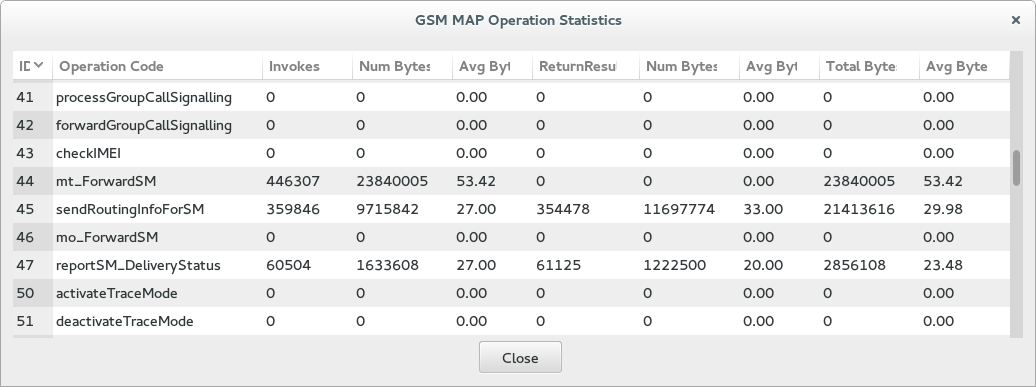 GSM MAP Operation Statistics ×
ID Operation Code Invokes Num Bytes Avg Byt ReturnResul Num Bytes Avg Byt Total Byte Avg Byte
41 processGroupCallSignalling 0 0 0.00 0 0 0.00 0 0.00
42 forwardGroupCallSignalling 0 0 0.00 0 0 0.00 0 0.00
43 checkIMEI 0 0 0.00 0 0 0.00 0 0.00
44 mt_ForwardSM 446307 23840005 53.42 0 0 0.00 23840005 53.42
45 sendRoutingInfoForSM 359846 9715842 27.00 354478 11697774 33.00 21413616 29.98
46 mo_ForwardSM 0 0 0.00 0 0 0.00 0 0.00
47 reportSM_DeliveryStatus 60504 1633608 27.00 61125 1222500 20.00 2856108 23.48
50 activateTraceMode 0 0 0.00 0 0 0.00 0 0.00
51 deactivateTraceMode 0 0 0.00 0 0 0.00 0 0.00
Close